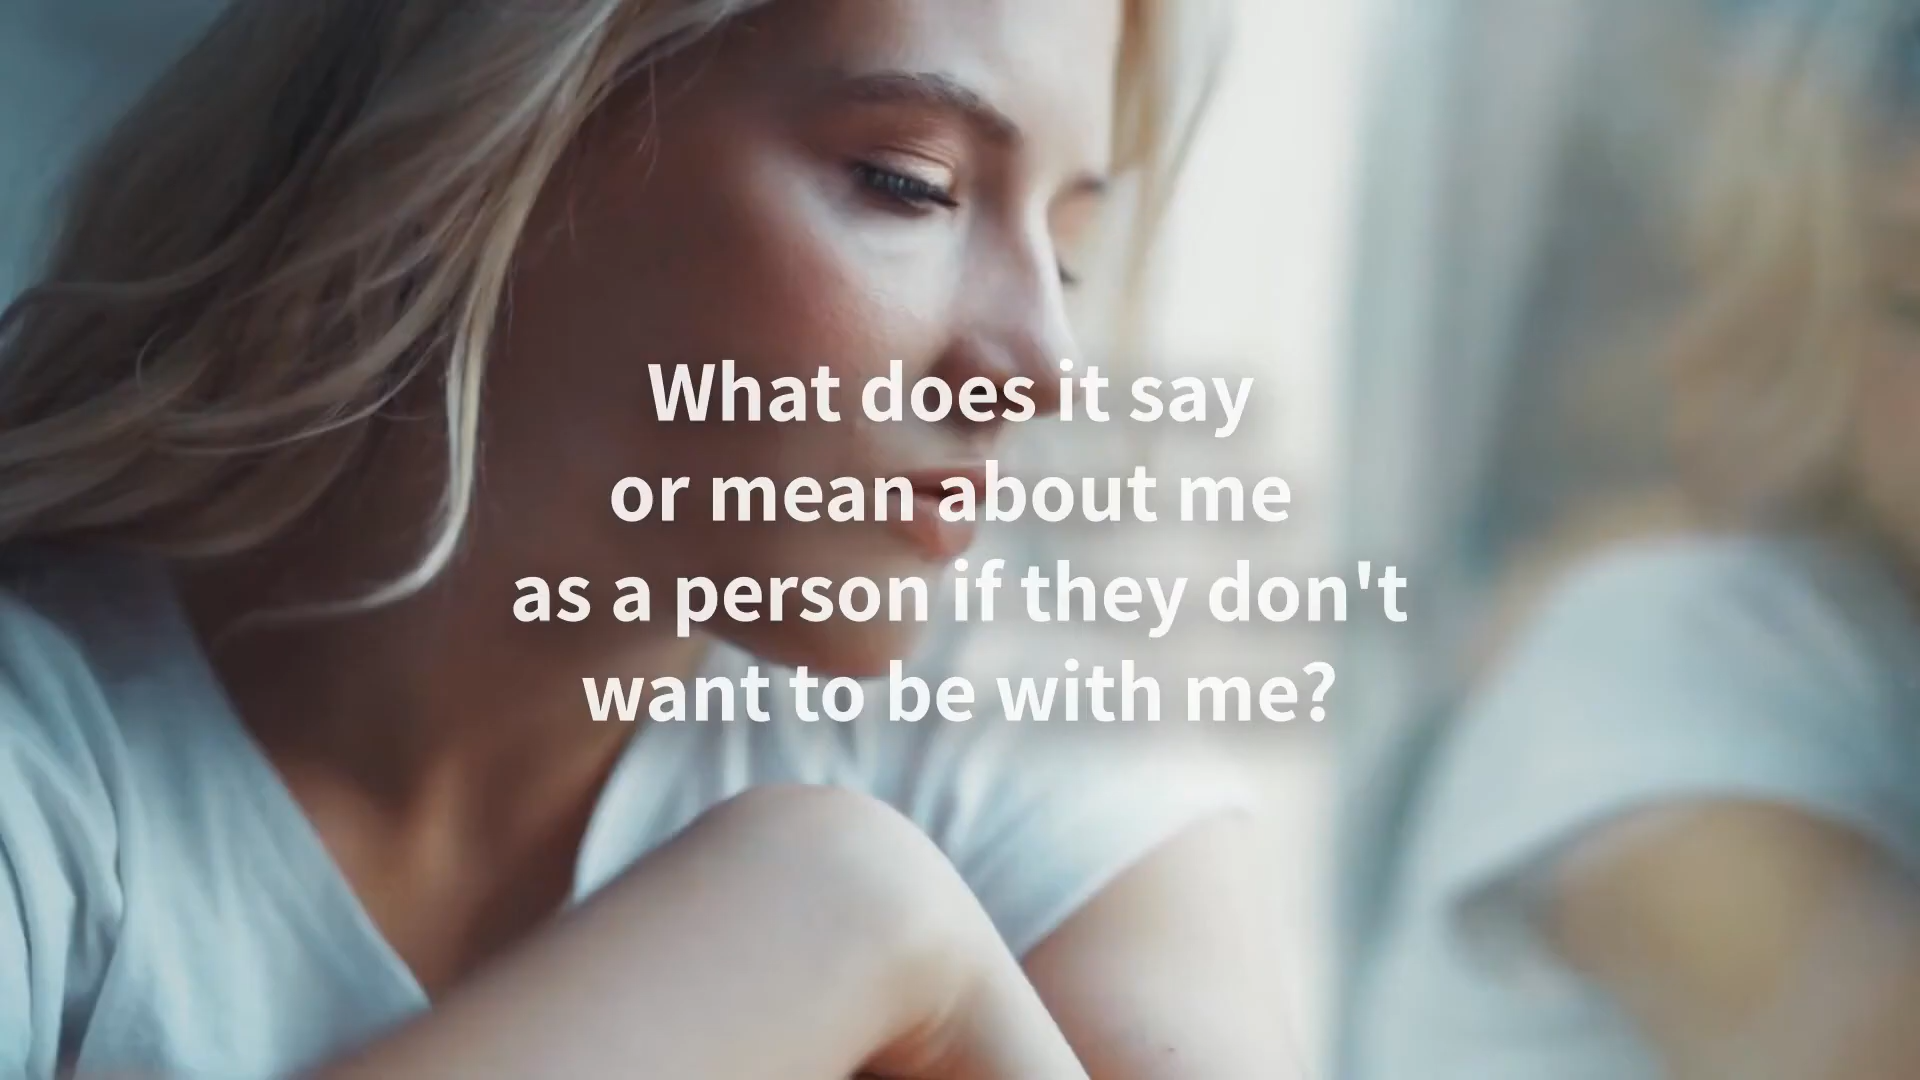 What does it say
or mean about me
as a person if they don't
want to be with me?